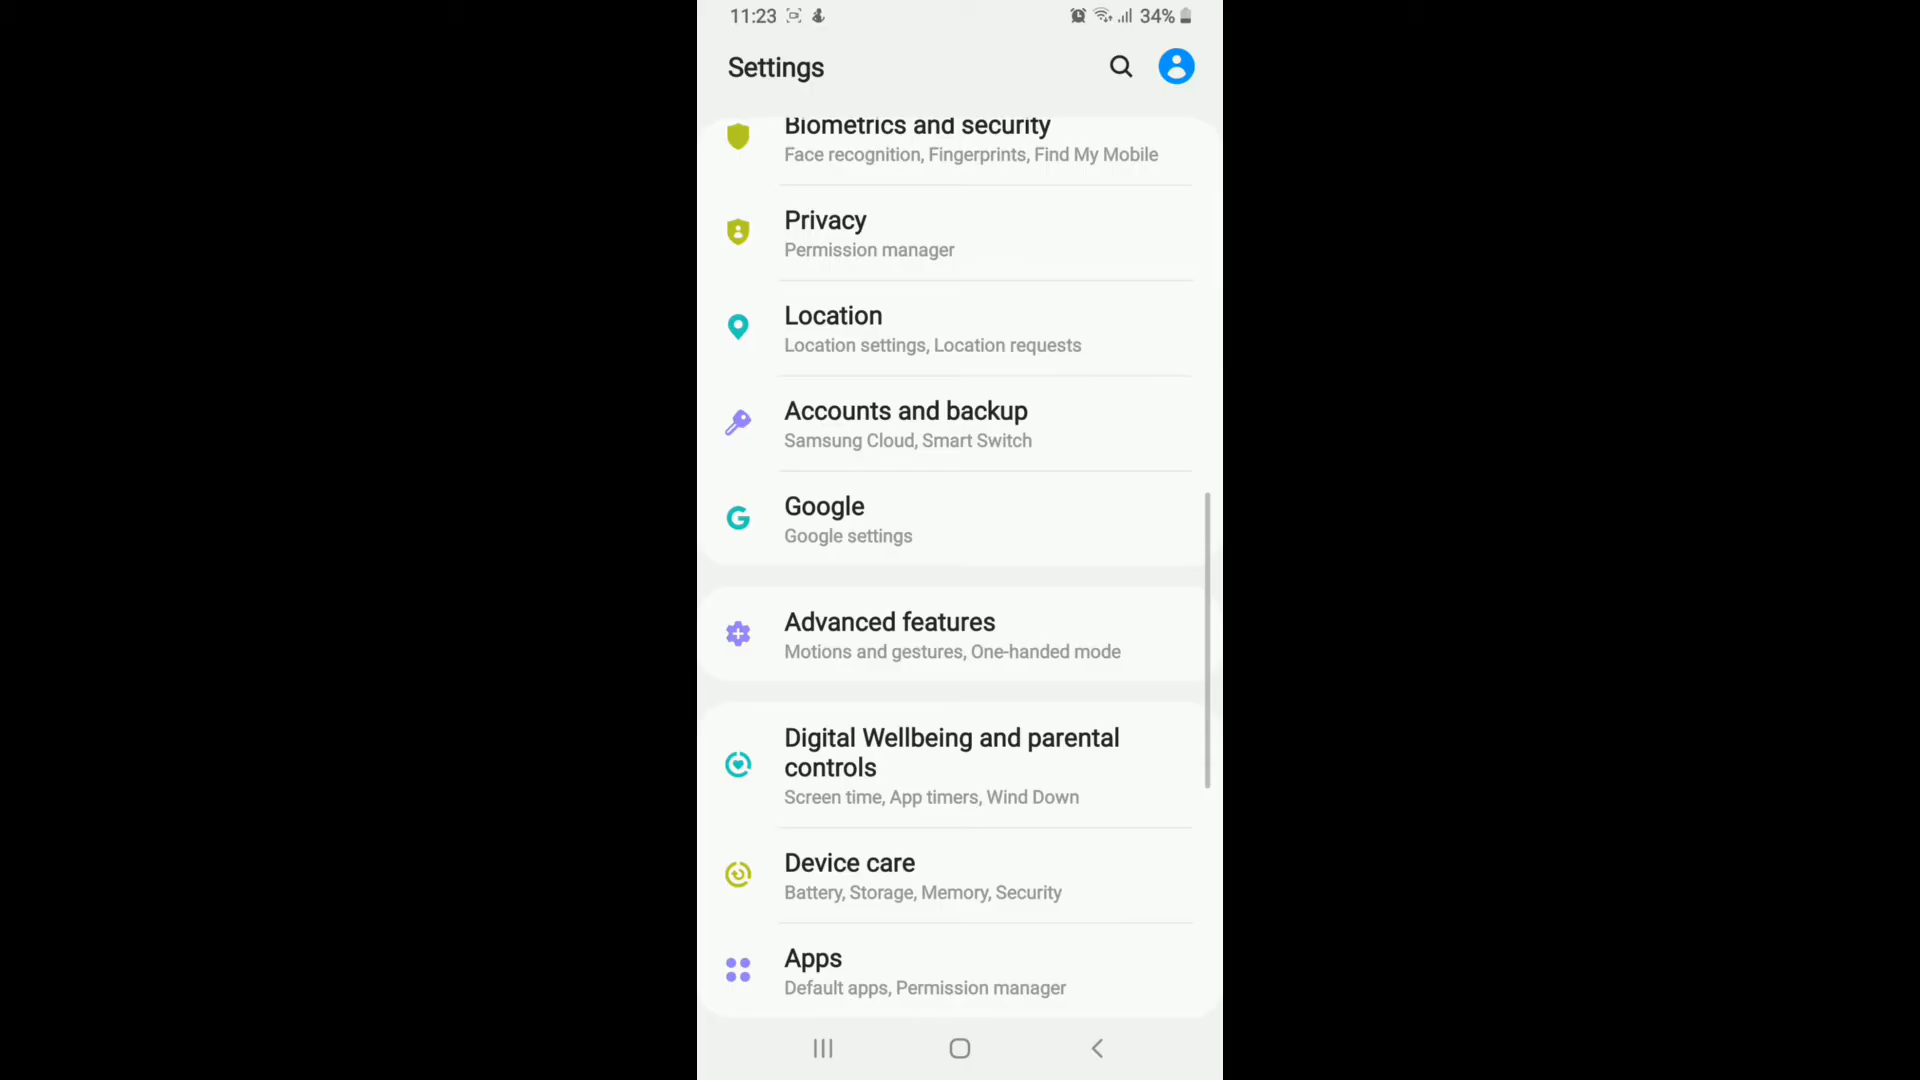 11:23
34%
Settings
Biometrics and security
Face recognition, Fingerprints, Find My Mobile
Privacy
Permission manager
Location
Location settings, Location requests
Accounts and backup
Samsung Cloud, Smart Switch
Google
Google settings
Advanced features
Motions and gestures, One-handed mode
Digital Wellbeing and parental
controls
Screen time, App timers, Wind Down
Device care
Battery, Storage, Memory, Security
Apps
Default apps, Permission manager